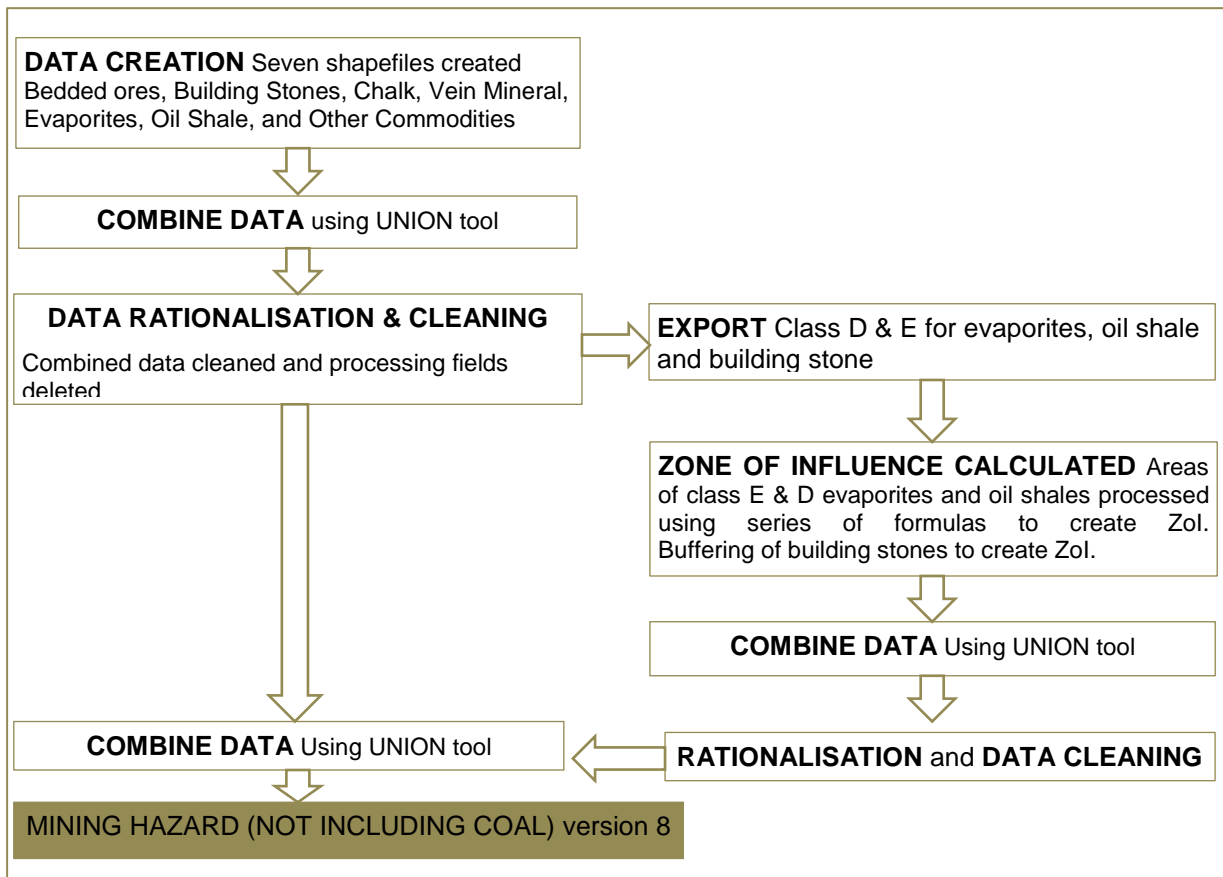 DATA CREATION Seven shapefiles created
Bedded ores, Building Stones, Chalk, Vein Mineral,
Evaporites, Oil Shale, and Other Commodities
COMBINE DATA using UNION tool
DATA RATIONALISATION & CLEANING
Combined data cleaned and processing fields
deleted
EXPORT Class D & E for evaporites, oil shale
and building stone
ZONE OF INFLUENCE CALCULATED Areas
of class E & D evaporites and oil shales processed
using series of formulas to create ZoI.
Buffering of building stones to create ZoI.
COMBINE DATA Using UNION tool
RATIONALISATION and DATA CLEANING
COMBINE DATA Using UNION tool
MINING HAZARD (NOT INCLUDING COAL) version 8